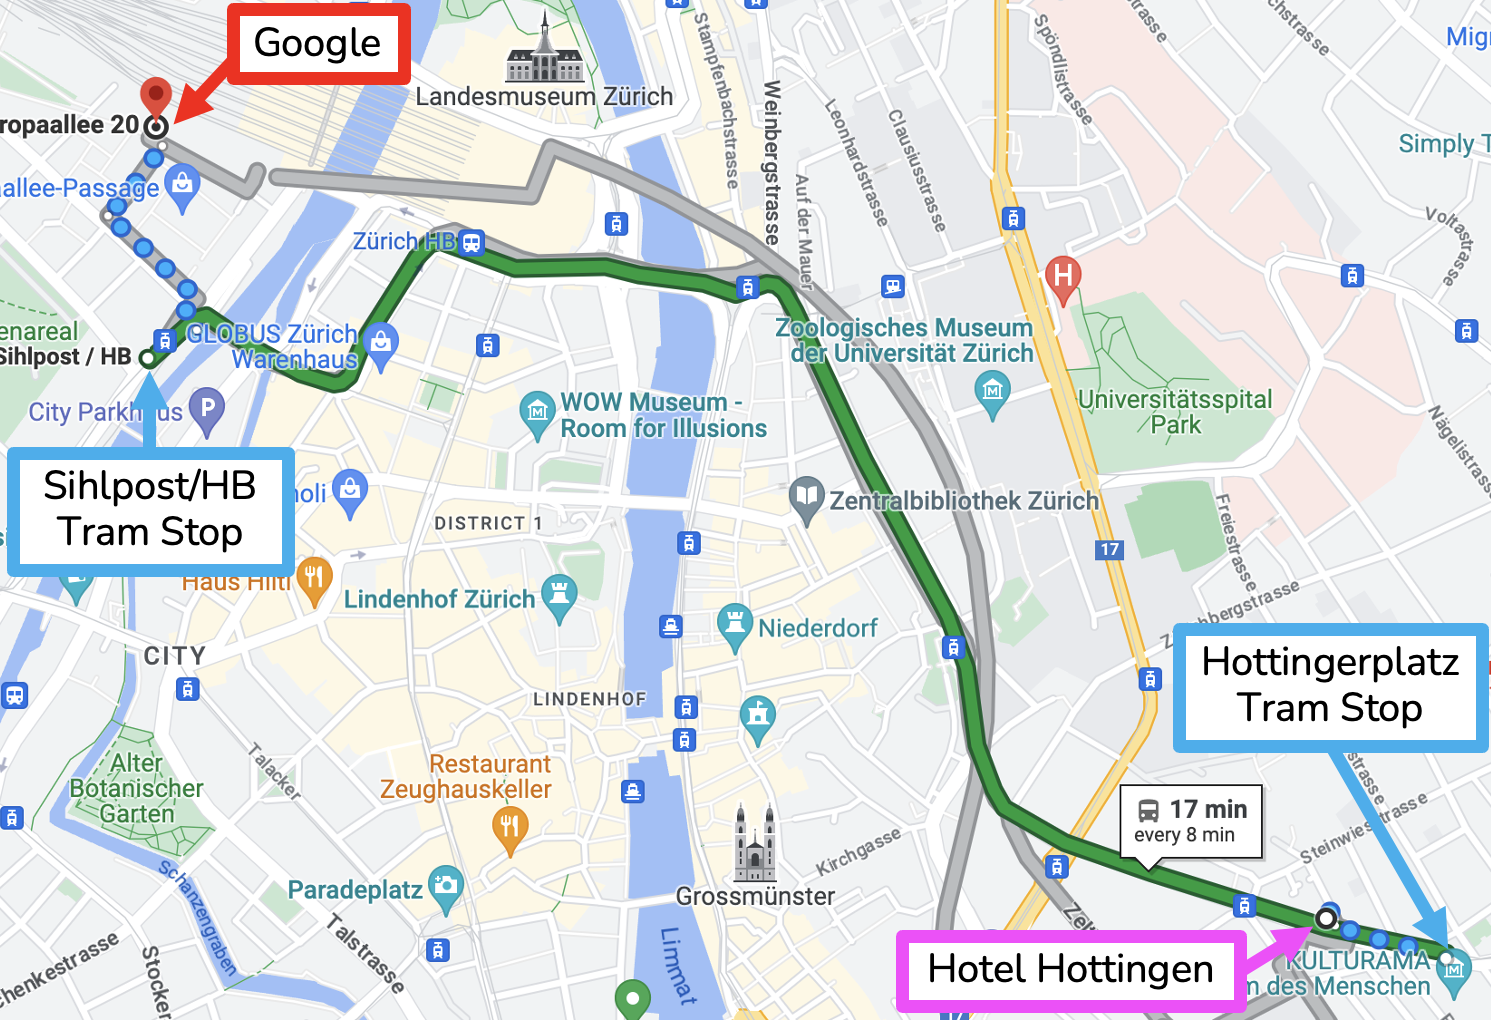 Google
Landesmuseum Zürich
Stampfenbachstrasse
Weinbergstrasse
Leonhardstrasse
Clausiusstrasse
Auf der Mauer
Spöndlistrasse
Simply
Voltastrasse
ropaallee 20
allee-Passage
Zürich HB
H
GLOBUS Zürich
Warenhaus
enareal
Sihlpost / HB
City Parkhaus
P
Zoologisches Museum
der Universität Zürich
WOW Museum -
Room for Illusions
Universitätsspital
Park
Nägelistrasse
Sihlpost/HB
Tram Stop
noli
Zentralbibliothek Zürich
DISTRICT 1
Freiestrasse
17
Haus Hiltl
Lindenhof Zürich
Niederdorf
CITY
Hottingerplatz
Tram Stop
LINDENHOF
Alter
Botanischer
Garten
Talacker
Restaurant
Zeughauskeller
17 min
every 8 min
Steinwiesstrasse
Kirchgasse
Schanzengraben
Paradeplatz
Grossmünster
Talstrasse
Limmat
Hotel Hottingen
KULTURAMA
m des Menschen